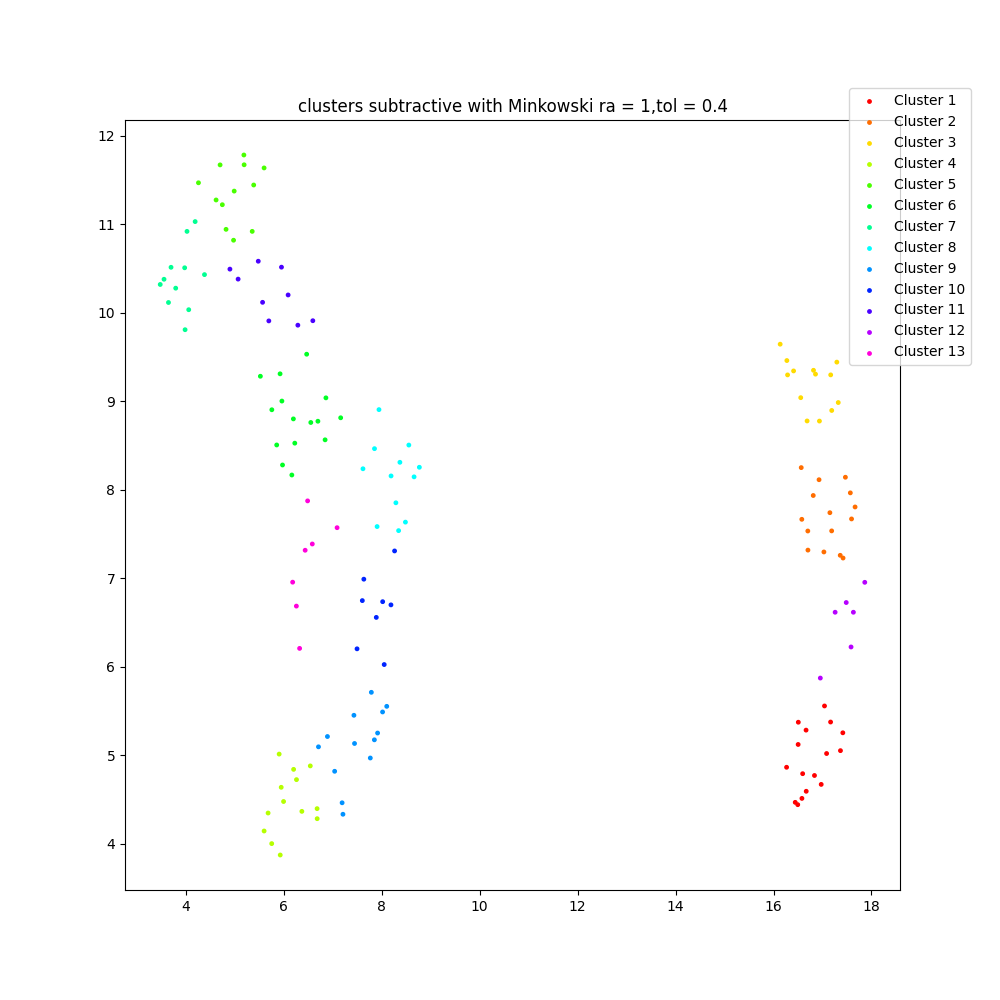 clusters subtractive with Minkowski ra = 1,tol = 0.4
Cluster 1
Cluster 2
Cluster 3
Cluster 4
Cluster 5
Cluster 6
Cluster 7
Cluster 8
Cluster 9
Cluster 10
Cluster 11
Cluster 12
Cluster 13
12
11
10
9
8
7
6
5
4
4 6 8 10 12 14 16 18